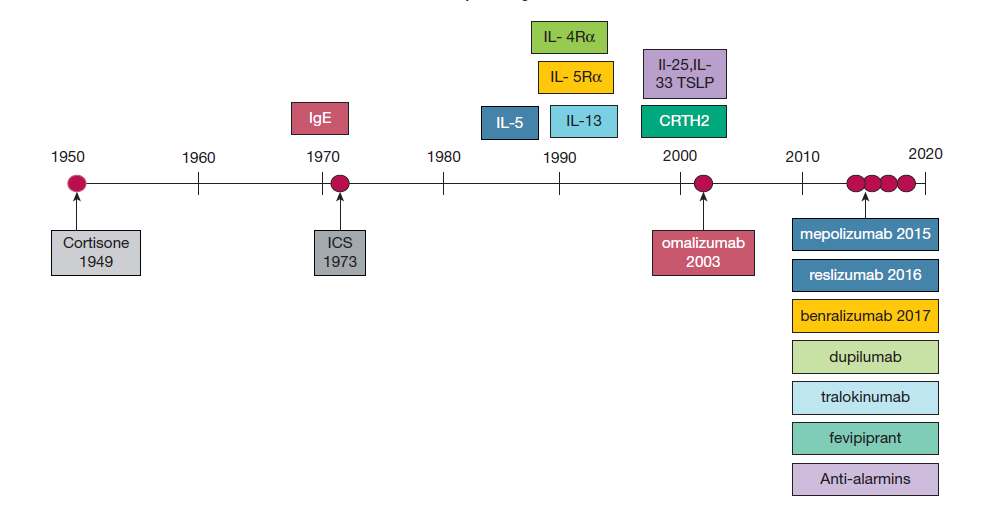 IL- 4Rα
IL- 5Rα
Il-25,IL-
33 TSLP
IgE
IL-5
IL-13
CRTH2
1950
1960
1970
1980
1990
2000
2010
2020
Cortisone
1949
ICS
1973
omalizumab
2003
mepolizumab 2015
reslizumab 2016
benralizumab 2017
dupilumab
tralokinumab
fevipiprant
Anti-alarmins